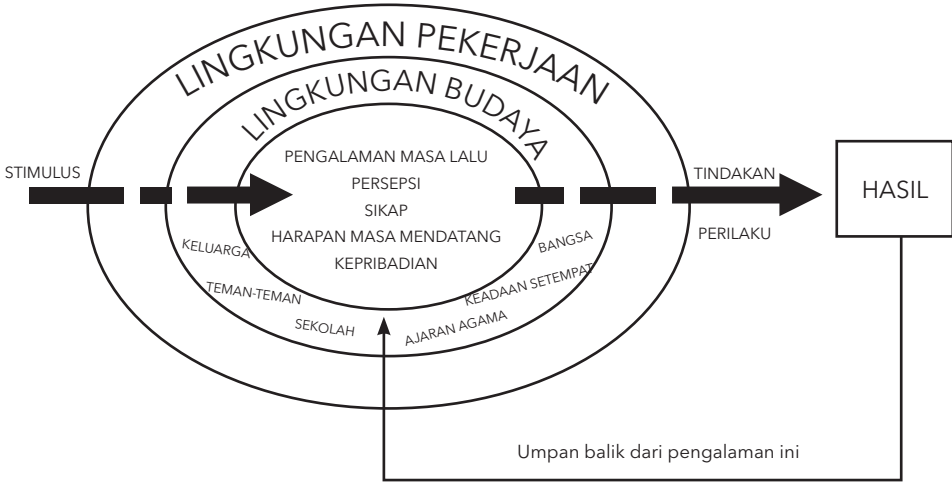 LINGKUNGAN PEKERJAAN
LINGKUNGAN BUDAYA
STIMULUS
PENGALAMAN MASA LALU
PERSEPSI
SIKAP
HARAPAN MASA MENDATANG
KEPRIBADIAN
KELUARGA
TEMAN-TEMAN
SEKOLAH
AJARAN AGAMA
KEADAAN SETEMPAT
BANGSA
TINDAKAN
PERILAKU
HASIL
Umpan balik dari pengalaman ini